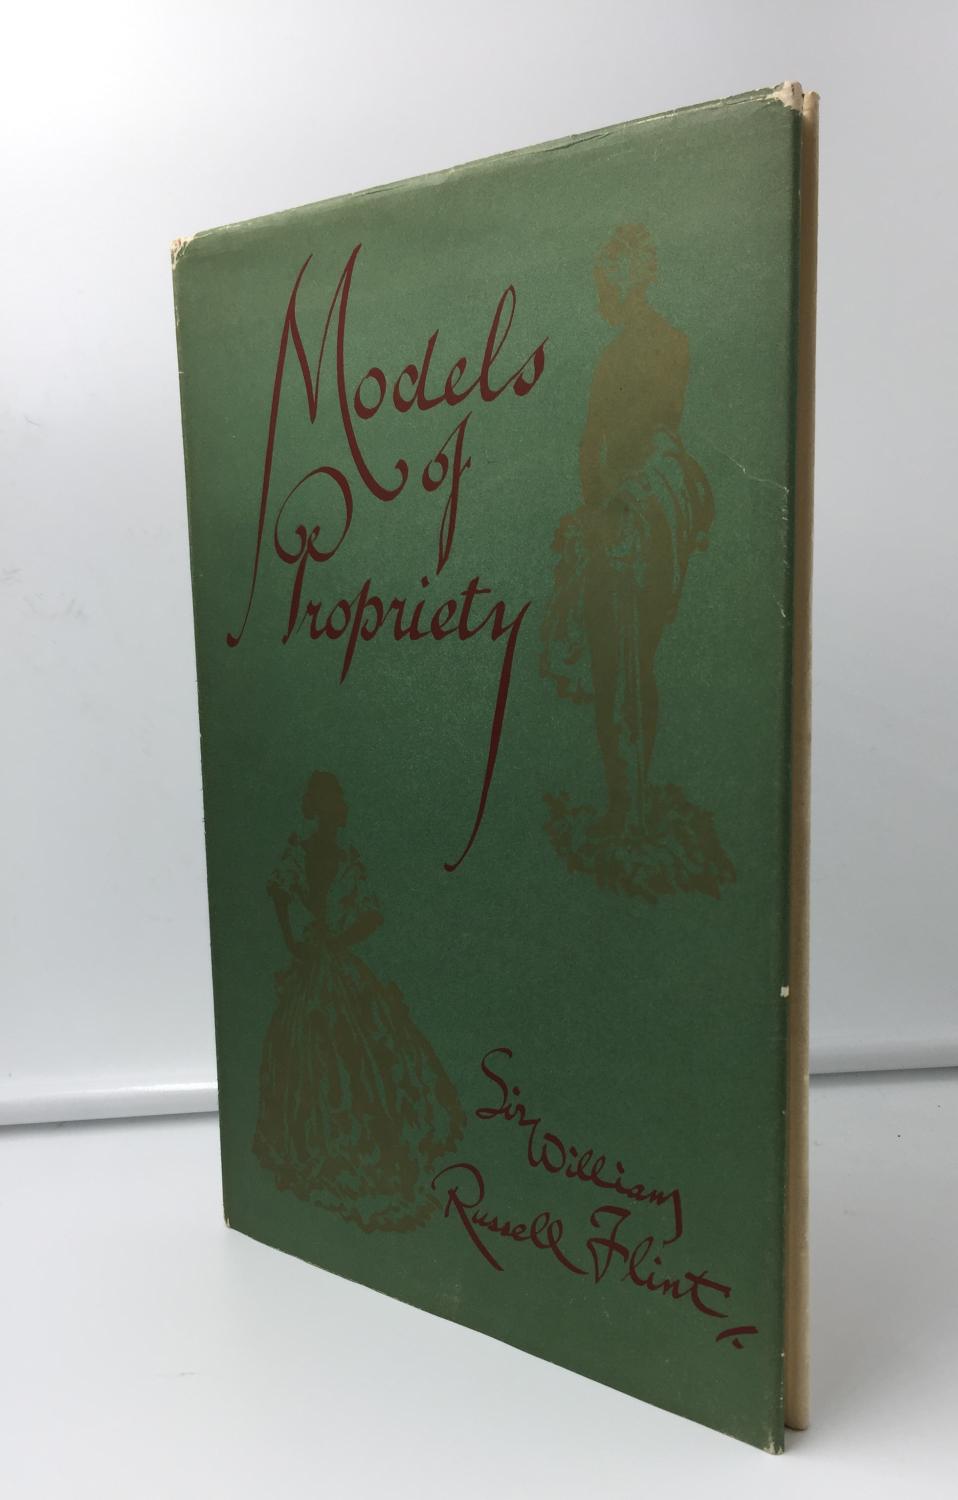 Models
of
Propriety
Sir
William
Russell Flint